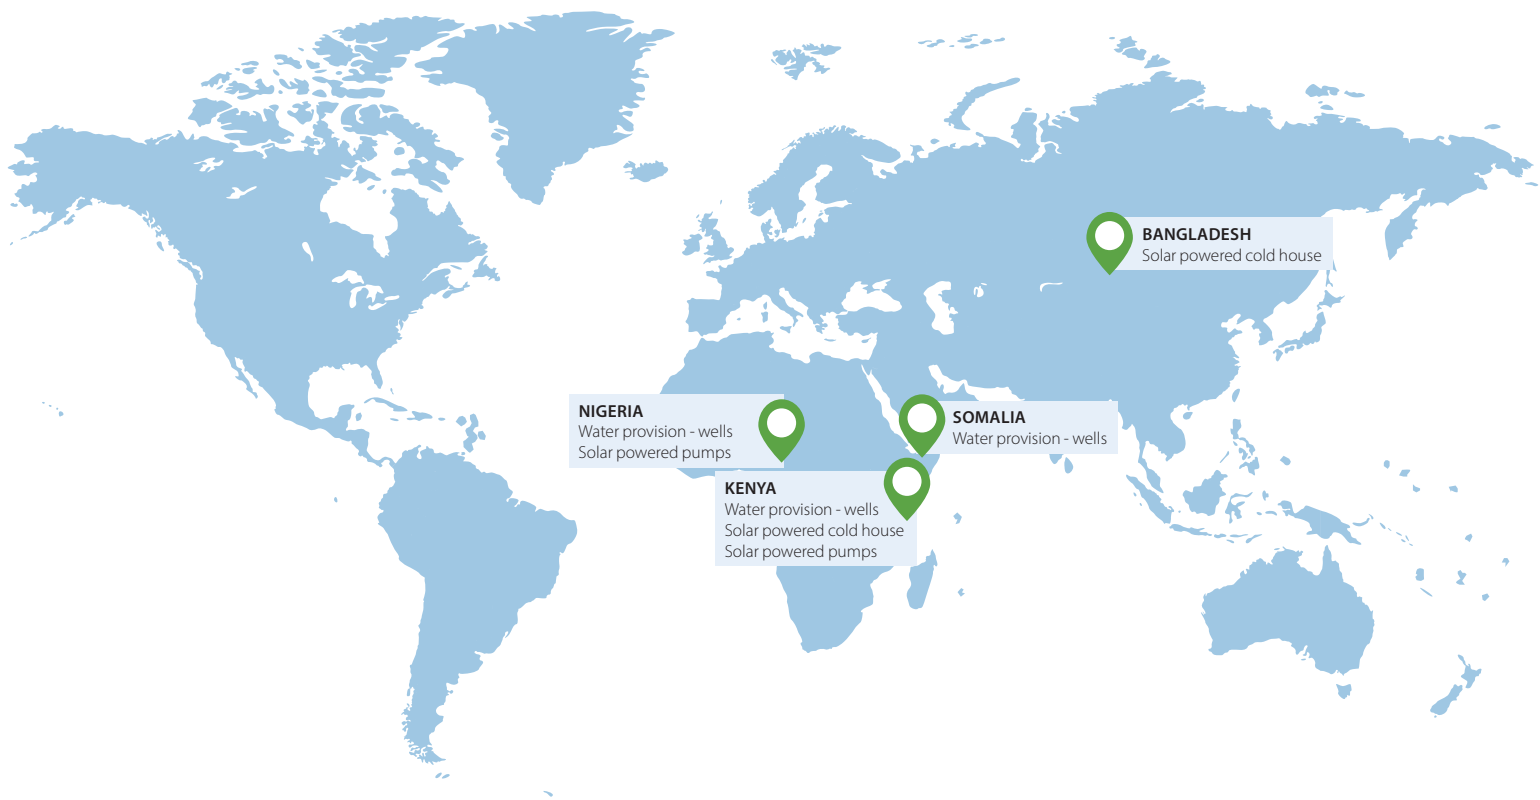 BANGLADESH
Solar powered cold house
NIGERIA
Water provision - wells
Solar powered pumps
SOMALIA
Water provision - wells
KENYA
Water provision - wells
Solar powered cold house
Solar powered pumps